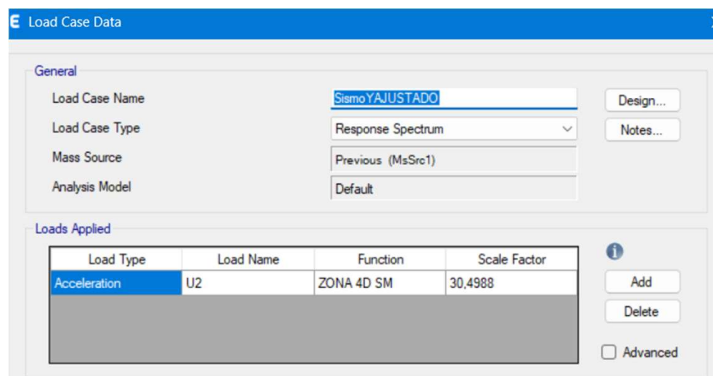 E Load Case Data
General
Load Case Name SismoYAJUSTADO Design...
Load Case Type Response Spectrum Notes...
Mass Source Previous (MsSrc1)
Analysis Model Default
Loads Applied
Load Type Load Name Function Scale Factor
Acceleration U2 ZONA 4D SM 30,4988 Add
Delete
Advanced